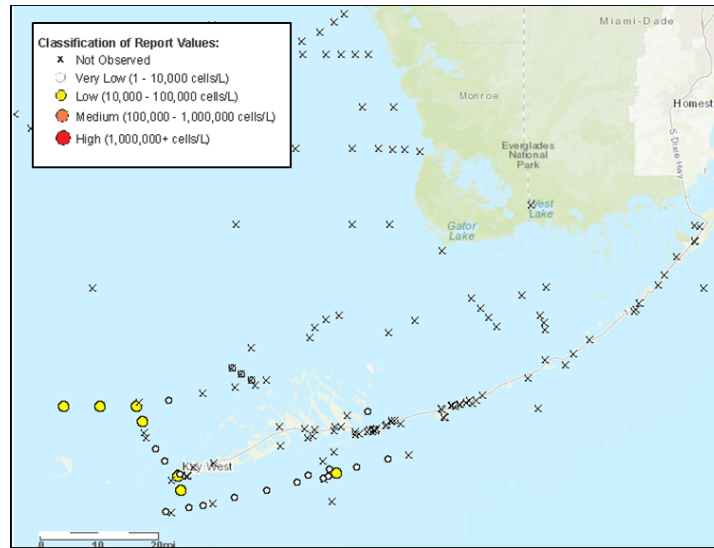 Classification of Report Values:
x Not Observed
Very Low (1 - 10,000 cells/L)
Low (10,000 - 100,000 cells/L)
Medium (100,000 - 1,000,000 cells/L)
High (1,000,000+ cells/L)
Miami-Dade
Monroe
Homest
S Dixie Hwy
Everglades
National
Park
West
Lake
Gator
Lake
Key West
0 10 20mi